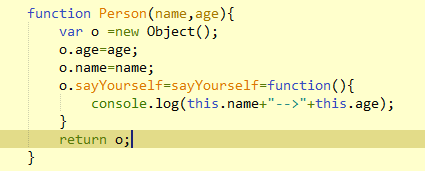 function Person(name,age){
    var o =new Object();
    o.age=age;
    o.name=name;
    o.sayYourself=sayYourself=function(){
        console.log(this.name+"-->"+this.age);
    }
    return o;
}